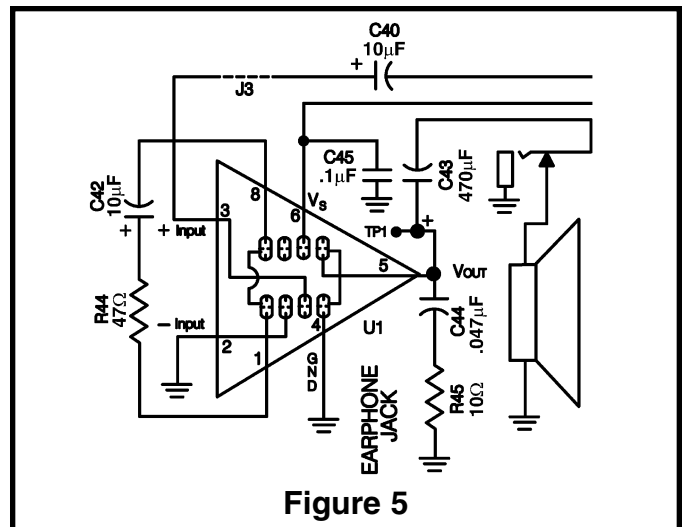 C40
10µF
+
J3
C42
10µF
+
8
VS
6
C45
.1µF
C43
470µF
3
+ Input
TP1
+
5
VOUT
R44
47Ω
– Input
2
1
4
GND
U1
C44
.047µF
EARPHONE
JACK
R45
10Ω
Figure 5